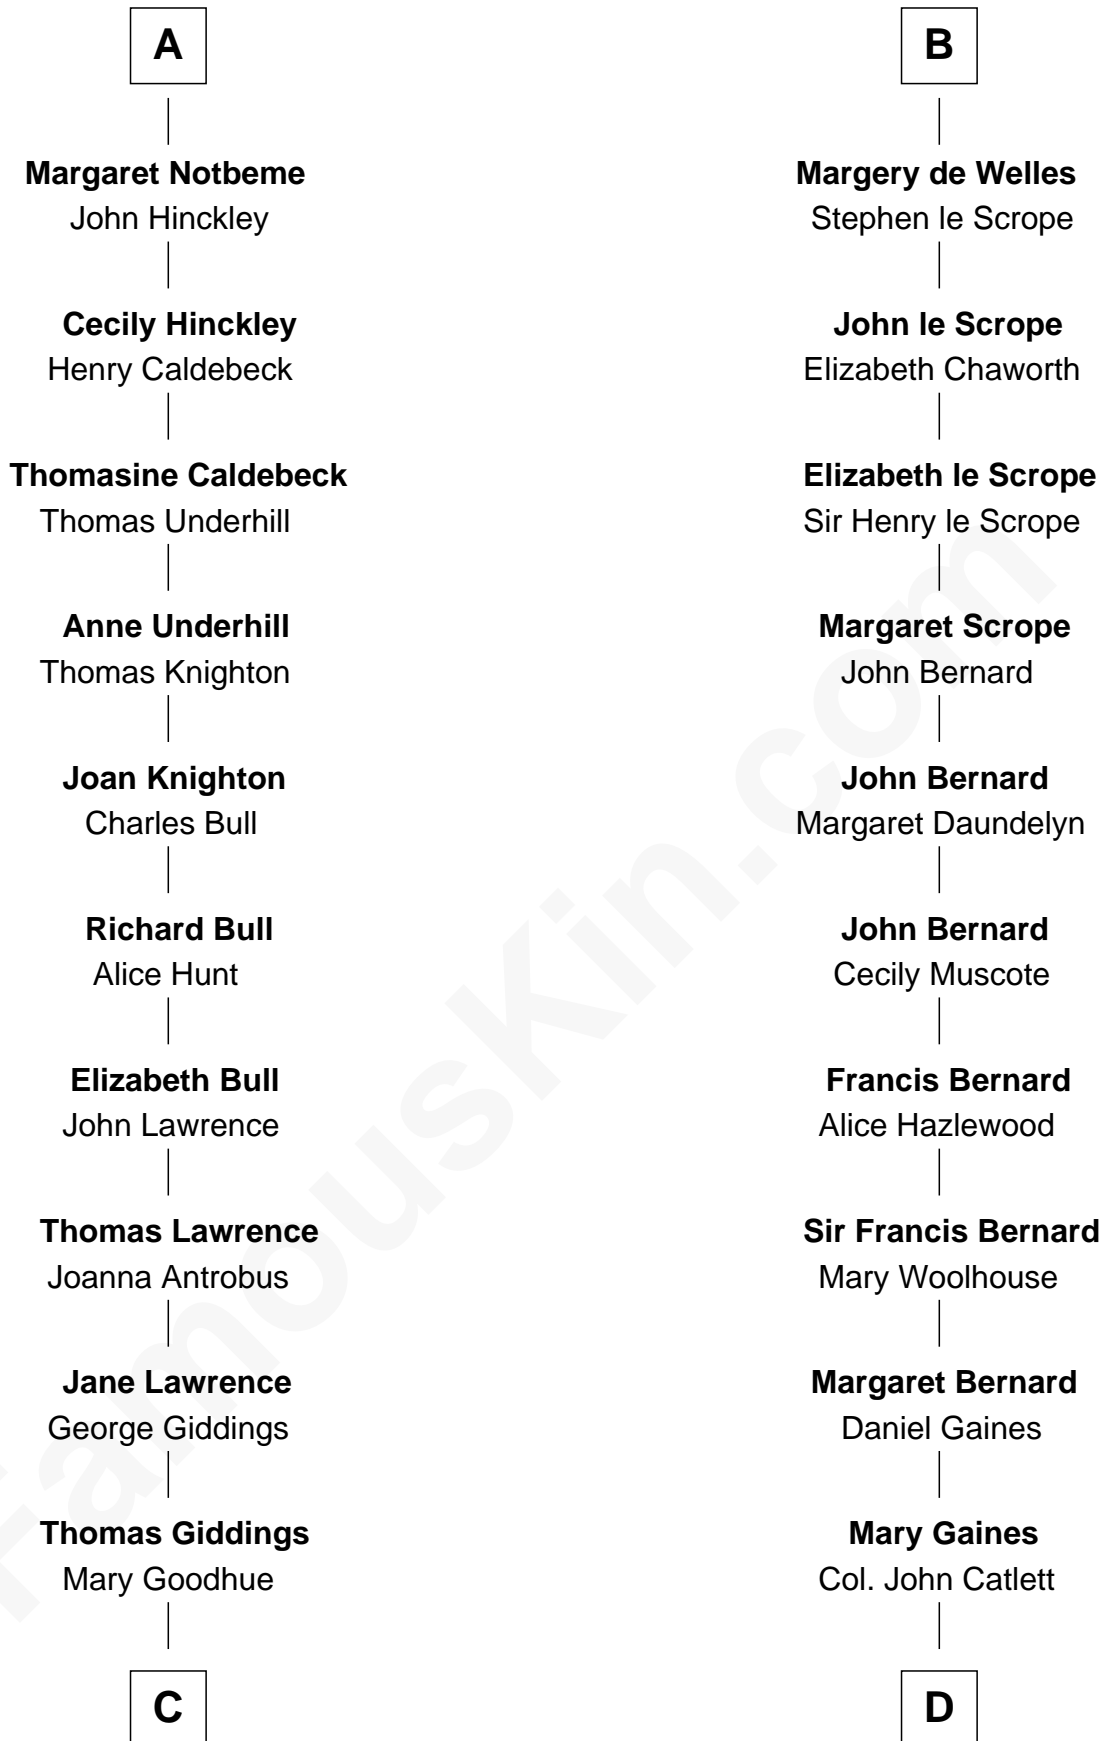 A
Margaret Notbeme
John Hinckley
Cecily Hinckley
Henry Caldebeck
Thomasine Caldebeck
Thomas Underhill
Anne Underhill
Thomas Knighton
Joan Knighton
Charles Bull
Richard Bull
Alice Hunt
Elizabeth Bull
John Lawrence
Thomas Lawrence
Joanna Antrobus
Jane Lawrence
George Giddings
Thomas Giddings
Mary Goodhue
C
B
Margery de Welles
Stephen le Scrope
John le Scrope
Elizabeth Chaworth
Elizabeth le Scrope
Sir Henry le Scrope
Margaret Scrope
John Bernard
John Bernard
Margaret Daundelyn
John Bernard
Cecily Muscote
Francis Bernard
Alice Hazlewood
Sir Francis Bernard
Mary Woolhouse
Margaret Bernard
Daniel Gaines
Mary Gaines
Col. John Catlett
D
FamousKin.com